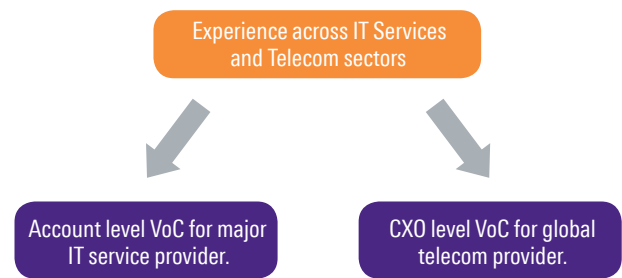 Experience across IT Services
and Telecom sectors
Account level VoC for major
IT service provider.
CXO level VoC for global
telecom provider.